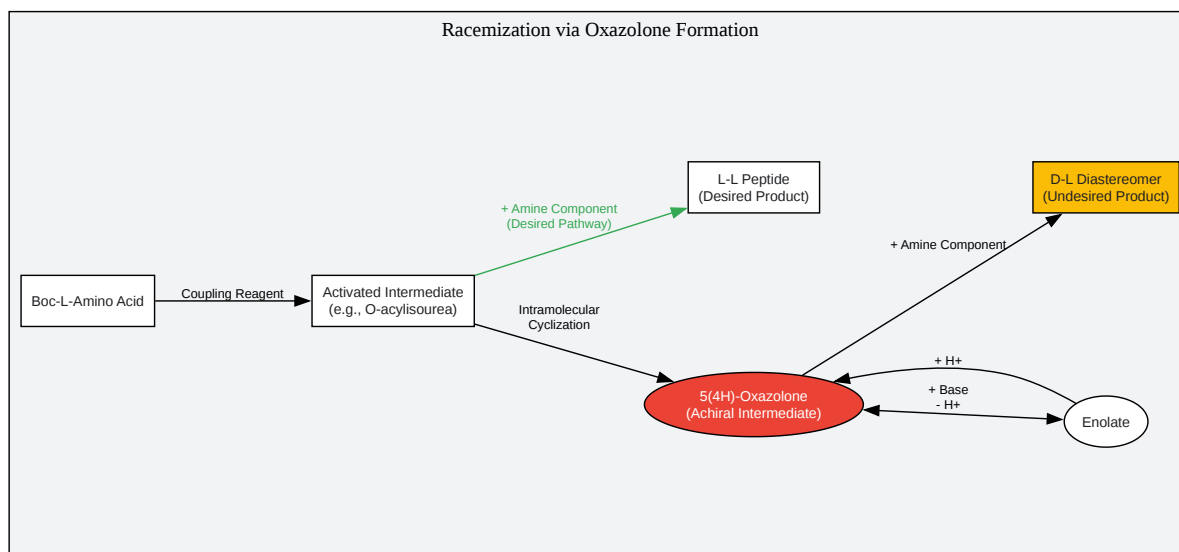 Racemization via Oxazolone Formation
L-L Peptide
(Desired Product)
D-L Diastereomer
(Undesired Product)
+ Amine Component
(Desired Pathway)
+ Amine Component
Boc-L-Amino Acid
Coupling Reagent
Activated Intermediate
(e.g., O-acylisourea)
Intramolecular
Cyclization
+ H+
5(4H)-Oxazolone
(Achiral Intermediate)
+ Base
- H+
Enolate